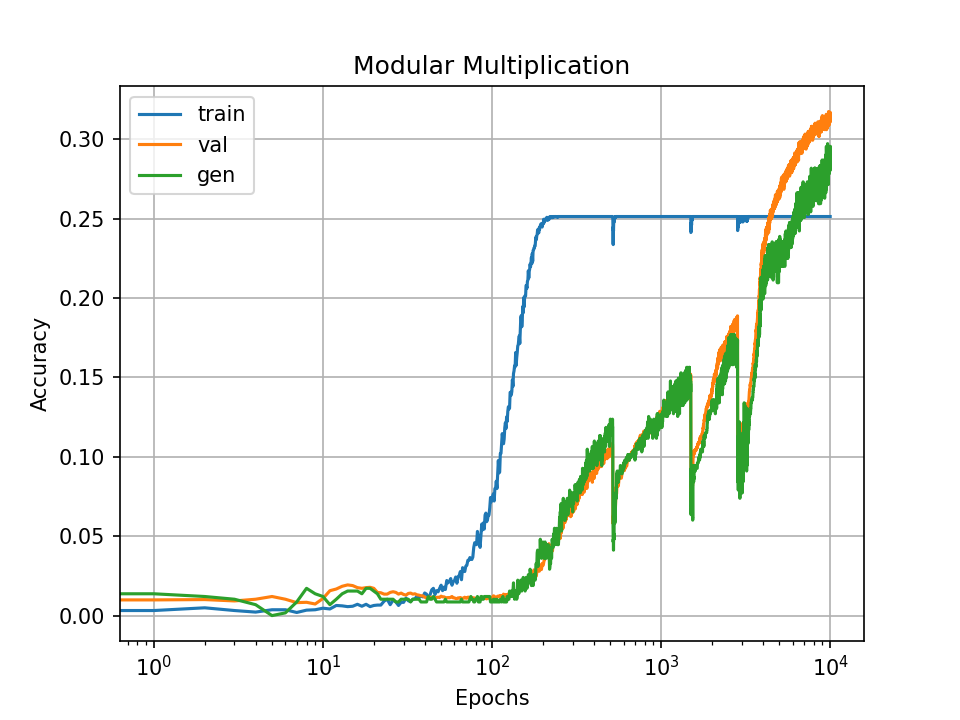 Modular Multiplication
train
val
gen
0.30
0.25
0.20
0.15
0.10
0.05
0.00
Accuracy
10⁰ 10¹ 10² 10³ 10⁴
Epochs